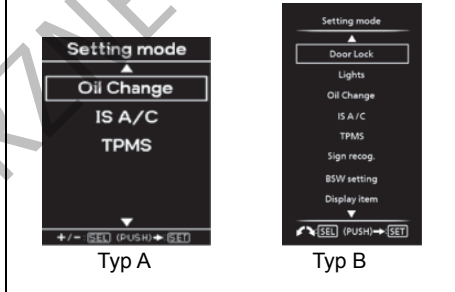 Setting mode
Oil Change
IS A/C
TPMS
+/-:SEL (PUSH)→SET
Typ A
Setting mode
Door Lock
Lights
Oil Change
IS A/C
TPMS
Sign recog.
BSW setting
Display item
SEL (PUSH)→SET
Typ B